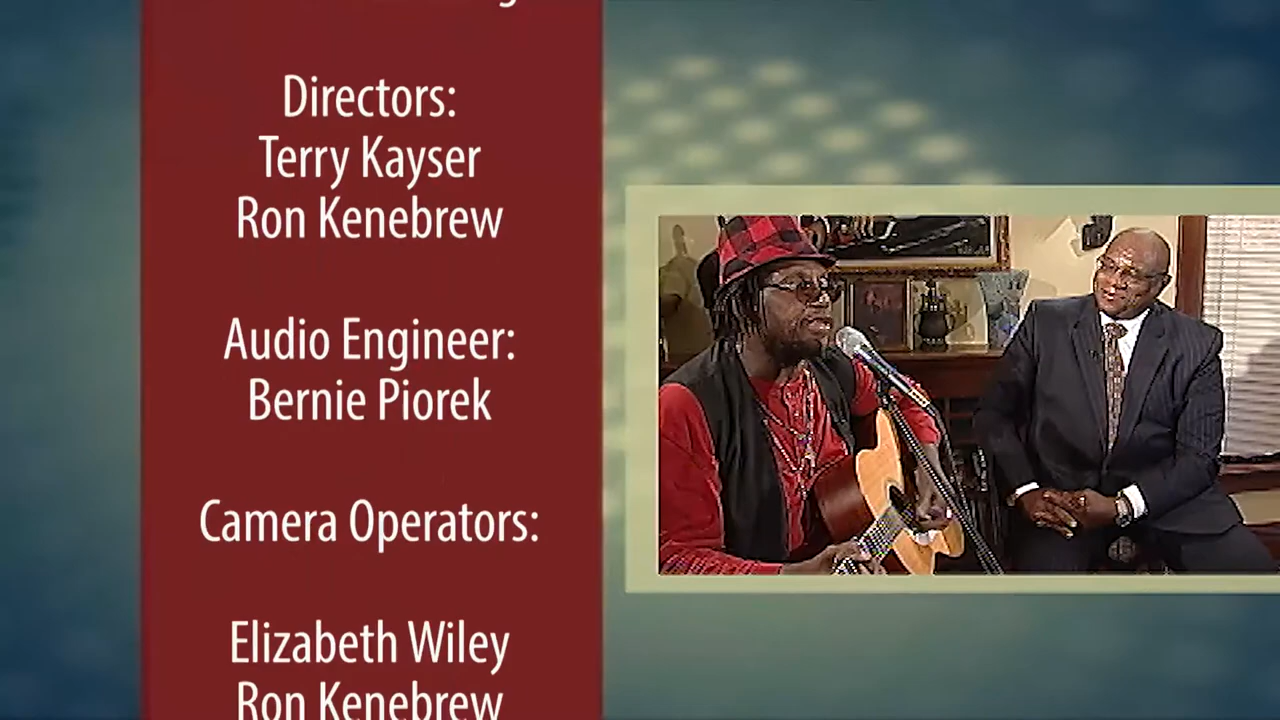 Directors:
Terry Kayser
Ron Kenebrew
Audio Engineer:
Bernie Piorek
Camera Operators:
Elizabeth Wiley
Ron Kenebrew